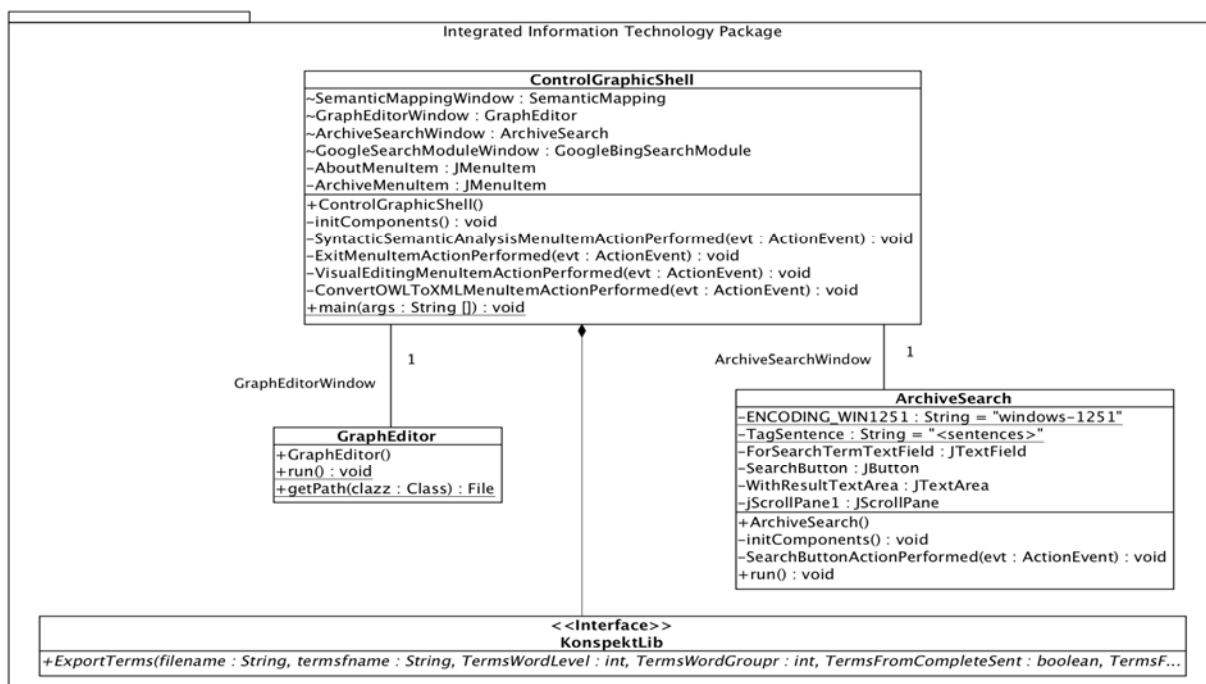 Integrated Information Technology Package
ControlGraphicShell
~SemanticMappingWindow : SemanticMapping
~GraphEditorWindow : GraphEditor
~ArchiveSearchWindow : ArchiveSearch
~GoogleSearchModuleWindow : GoogleBingSearchModule
-AboutMenuItem : JMenuItem
-ArchiveMenuItem : JMenuItem
+ControlGraphicShell()
-initComponents() : void
-SyntacticSemanticAnalysisMenuItemActionPerformed(evt : ActionEvent) : void
-ExitMenuItemActionPerformed(evt : ActionEvent) : void
-VisualEditingMenuItemActionPerformed(evt : ActionEvent) : void
-ConvertOWLToXMLMenuItemActionPerformed(evt : ActionEvent) : void
+main(args : String []) : void
1
GraphEditorWindow
1
ArchiveSearchWindow
GraphEditor
+GraphEditor()
+run() : void
+getPath(clazz : Class) : File
ArchiveSearch
-ENCODING_WIN1251 : String = "windows-1251"
-TagSentence : String = "<sentences>"
-ForSearchTermTextField : JTextField
-SearchButton : JButton
-WithResultTextArea : JTextArea
-jScrollPane1 : JScrollPane
+ArchiveSearch()
-initComponents() : void
-SearchButtonActionPerformed(evt : ActionEvent) : void
+run() : void
<<Interface>>
KonspektLib
+ExportTerms(filename : String, termsfname : String, TermsWordLevel : int, TermsWordGroupr : int, TermsFromCompleteSent : boolean, TermsF...